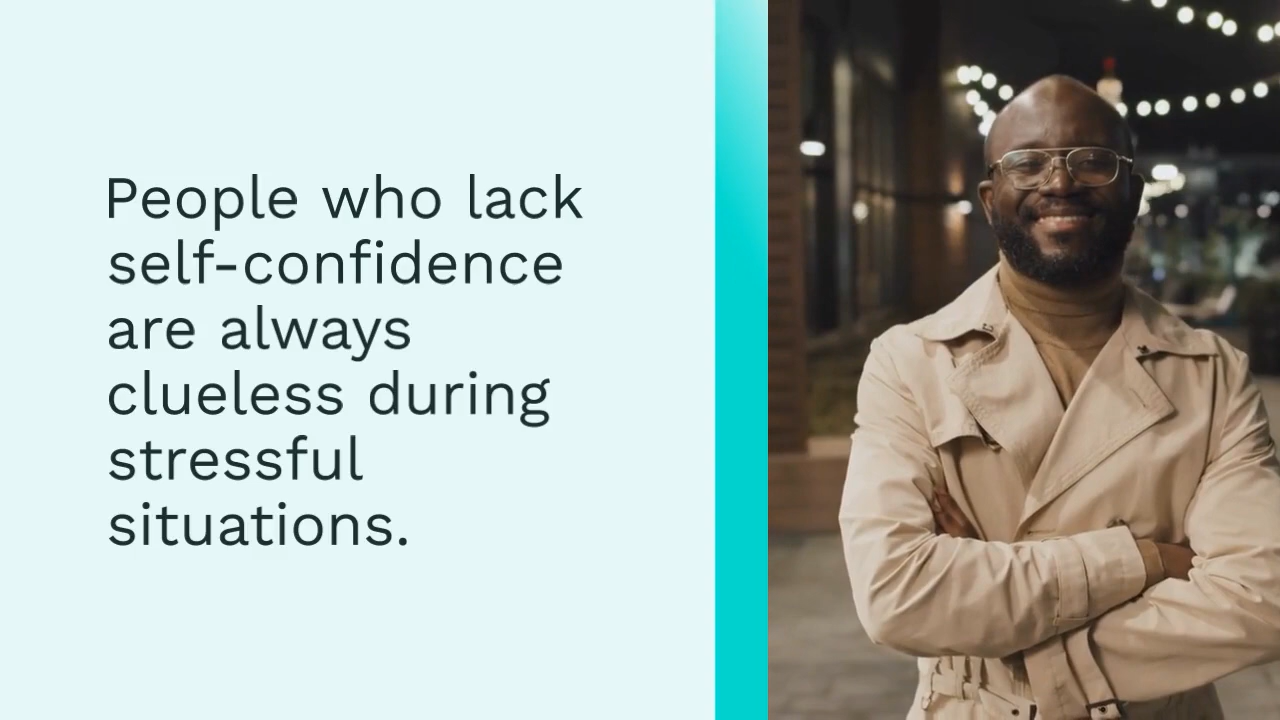 People who lack
self-confidence
are always
clueless during
stressful
situations.